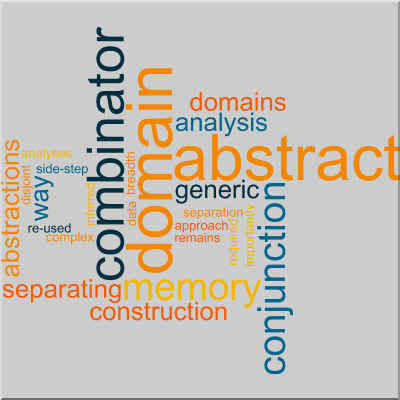 combinator
domain
domains
analysis
abstract
generic
abstractions
analyses
disjoint
side-step
way
inferred
data breadth
re-used
complex
separation
approach
remains
required
importantly
conjunction
separating
memory
construction